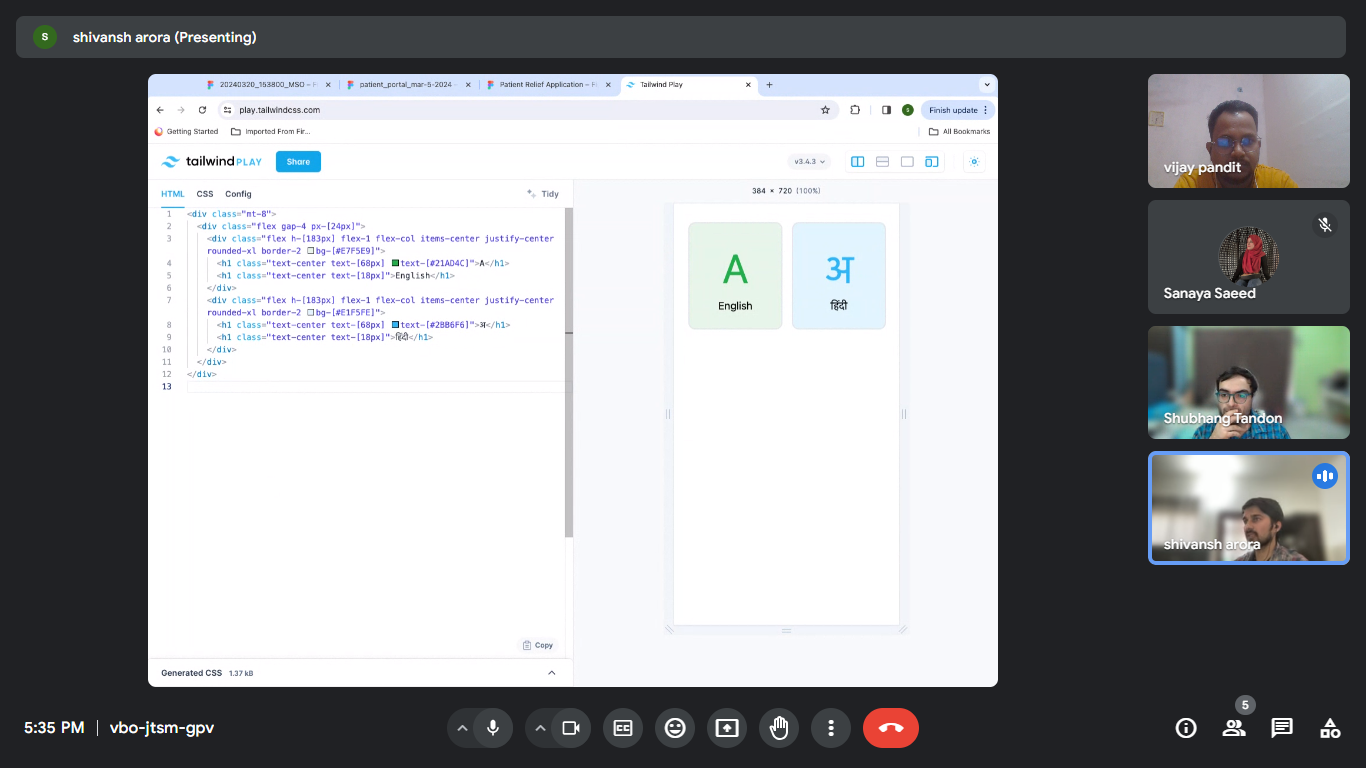 S shivansh arora (Presenting)
20240320_153800_MSO – F
patient_portal_mar-5-2024 -
Patient Relief Application – F
Tailwind Play
play.tailwindcss.com
S
Finish update
Getting Started
Imported From Fir...
All Bookmarks
tailwind PLAY
Share
v3.4.3
HTML CSS Config
Tidy
384 × 720 (100%)
1 <div class="mt-8">
2 <div class="flex gap-4 px-[24px]">
3 <div class="flex h-[183px] flex-1 flex-col items-center justify-center
rounded-xl border-2 bg-[#E7F5E9]">
4 <h1 class="text-center text-[68px] text-[#21AD4C]">A</h1>
5 <h1 class="text-center text-[18px]">English</h1>
6 </div>
7 <div class="flex h-[183px] flex-1 flex-col items-center justify-center
rounded-xl border-2 bg-[#E1F5FE]">
8 <h1 class="text-center text-[68px] text-[#2BB6F6]">अ</h1>
9 <h1 class="text-center text-[18px]">हिंदी</h1>
10 </div>
11 </div>
12 </div>
13
A
English
अ
हिंदी
Copy
Generated CSS 1.37 kB
vijay pandit
Sanaya Saeed
Shubhang Tandon
shivansh arora
5:35 PM | vbo-jtsm-gpv
CC
5